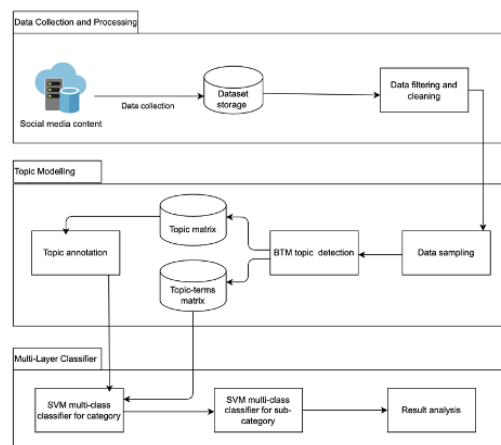 Data Collection and Processing
Social media content
Data collection
Dataset
storage
Data filtering and
cleaning
Topic Modelling
Topic annotation
Topic matrix
Topic-terms
matrix
BTM topic detection
Data sampling
Multi-Layer Classifier
SVM multi-class
classifier for category
SVM multi-class
classifier for sub-
category
Result analysis